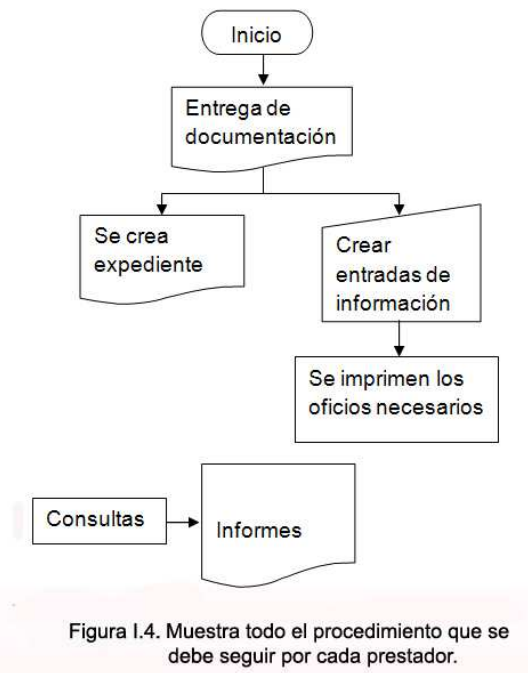 Inicio
Entrega de
documentación
Se crea
expediente
Crear
entradas de
información
Se imprimen los
oficios necesarios
Consultas
Informes
Figura I.4. Muestra todo el procedimiento que se
debe seguir por cada prestador.